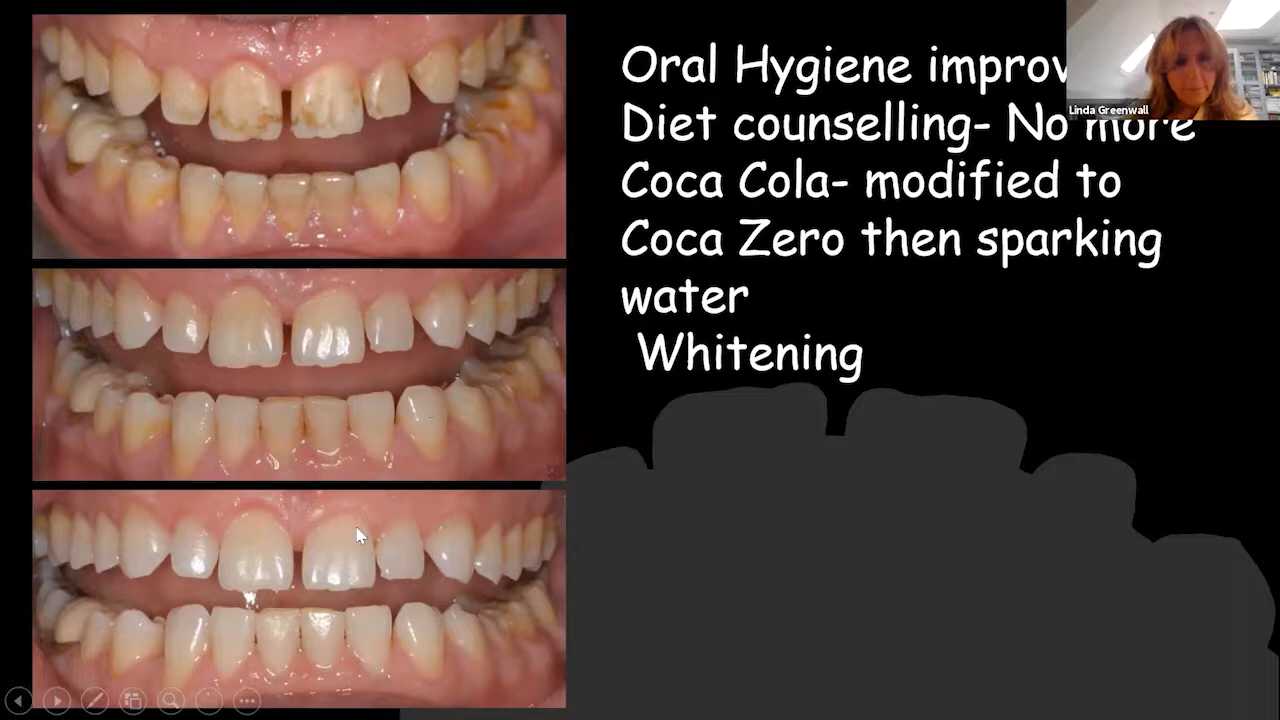 Oral Hygiene improv
Diet counselling- No more
Coca Cola- modified to
Coca Zero then sparking
water
Whitening
Linda Greenwall